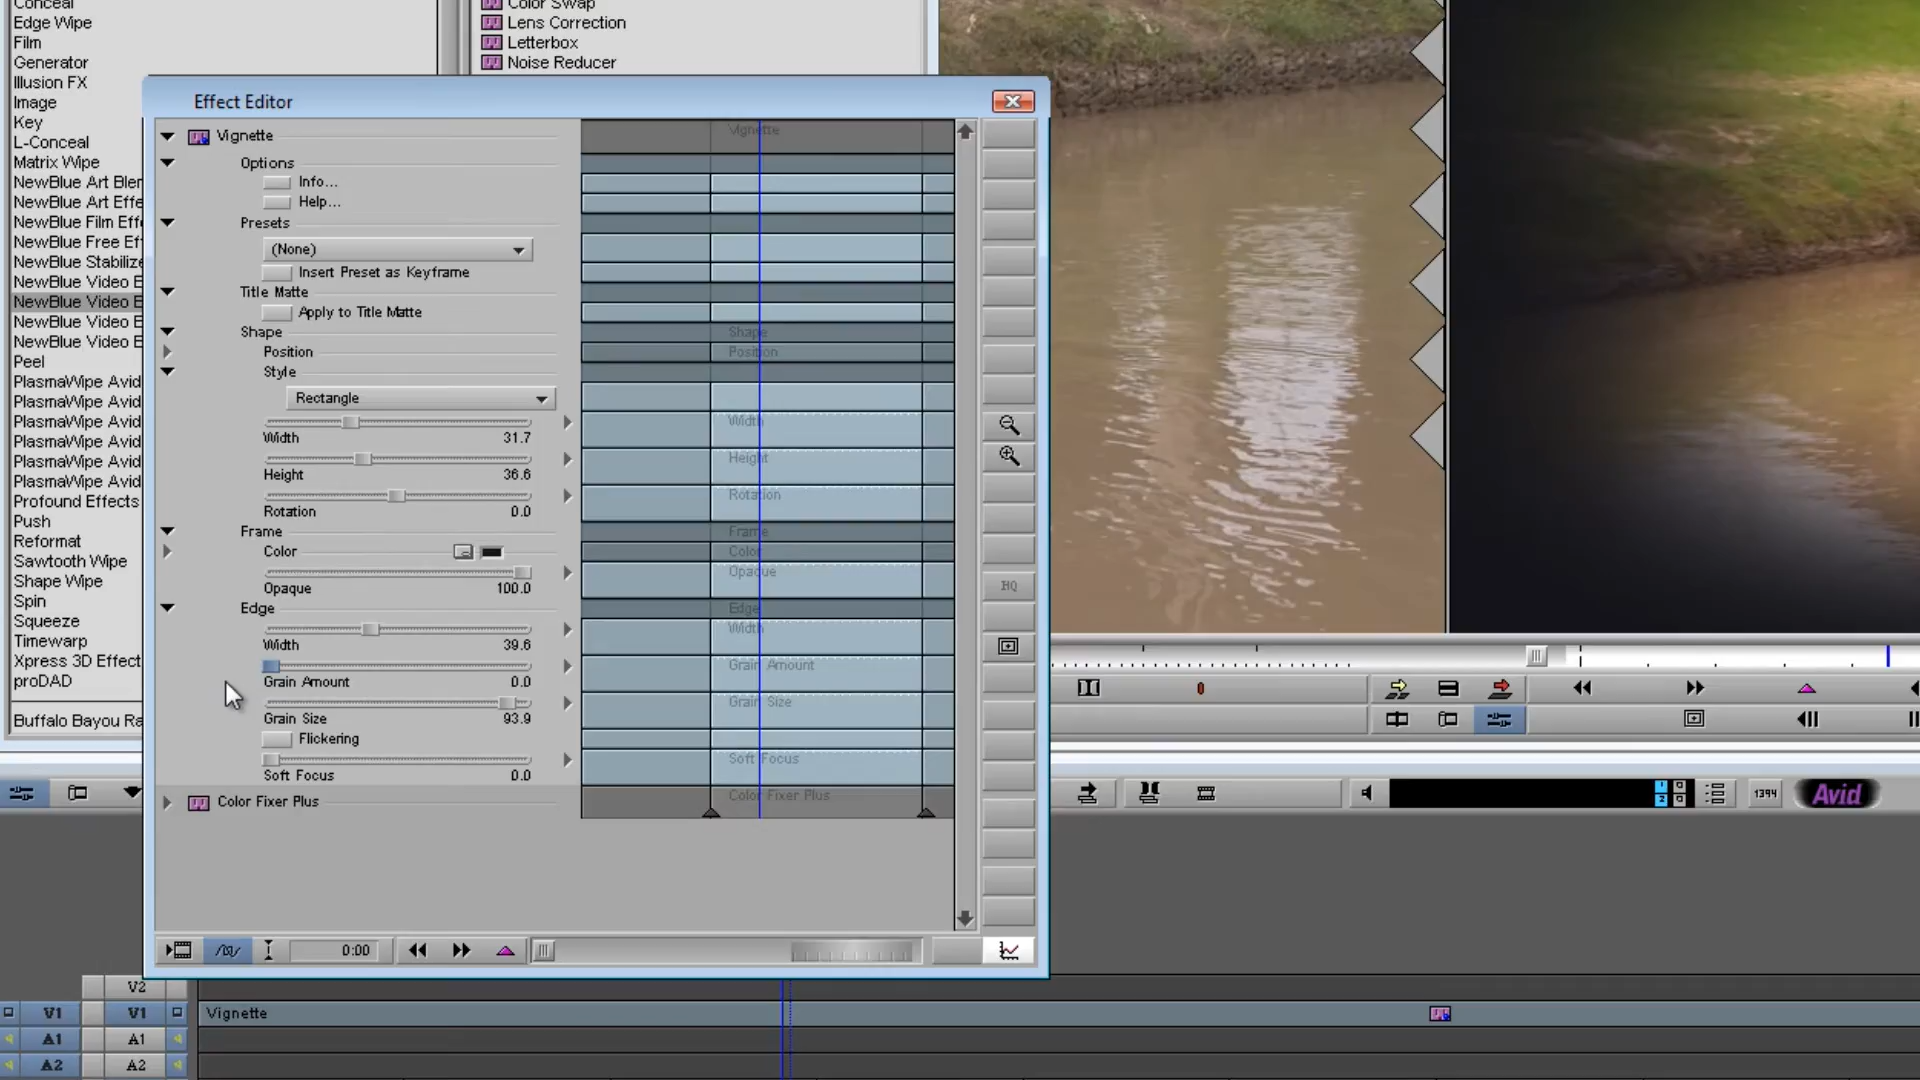 Conceal
Edge Wipe
Film
Generator
Illusion FX
Image
Key
L-Conceal
Matrix Wipe
NewBlue Art Blen
NewBlue Art Effe
NewBlue Film Effe
NewBlue Free Ef
NewBlue Stabilize
NewBlue Video E
NewBlue Video E
NewBlue Video E
NewBlue Video E
Peel
PlasmaWipe Avid
PlasmaWipe Avid
PlasmaWipe Avid
PlasmaWipe Avid
PlasmaWipe Avid
PlasmaWipe Avid
Profound Effects
Push
Reformat
Sawtooth Wipe
Shape Wipe
Spin
Squeeze
Timewarp
Xpress 3D Effect
proDAD
Buffalo Bayou Ra
Color Swap
Lens Correction
Letterbox
Noise Reducer
Effect Editor
Vignette
Options
Info...
Help...
Presets
(None)
Insert Preset as Keyframe
Title Matte
Apply to Title Matte
Shape
Position
Style
Rectangle
Width 31.7
Height 36.6
Rotation 0.0
Frame
Color
Opaque 100.0
Edge
Width 39.6
Grain Amount 0.0
Grain Size 93.9
Flickering
Soft Focus 0.0
Color Fixer Plus
Vignette
Shape
Position
Width
Height
Rotation
Frame
Color
Opaque
Edge
Width
Grain Amount
Grain Size
Soft Focus
Color Fixer Plus
HQ
0:00
1394
Avid
V2
V1 V1 Vignette
A1 A1
A2 A2